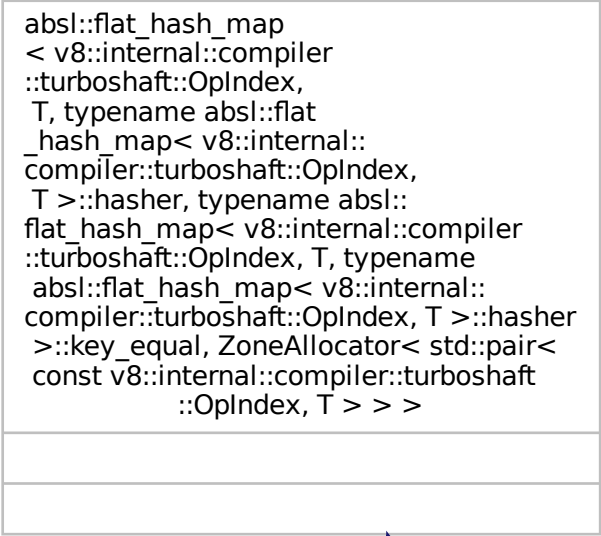 absl::flat_hash_map
< v8::internal::compiler
::turboshaft::OpIndex,
T, typename absl::flat
_hash_map< v8::internal::
compiler::turboshaft::OpIndex,
T >::hasher, typename absl::
flat_hash_map< v8::internal::compiler
::turboshaft::OpIndex, T, typename
absl::flat_hash_map< v8::internal::
compiler::turboshaft::OpIndex, T >::hasher
>::key_equal, ZoneAllocator< std::pair<
const v8::internal::compiler::turboshaft
::OpIndex, T > > >